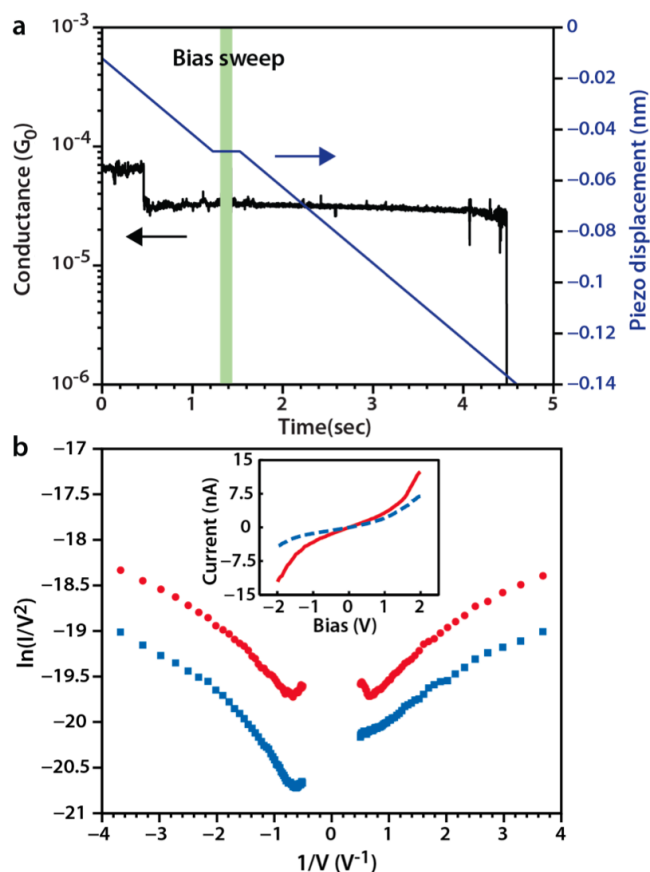 a
Bias sweep
Conductance (G0)
10−3
10−4
10−5
10−6
0
−0.02
−0.04
−0.06
−0.08
−0.1
−0.12
−0.14
Piezo displacement (nm)
0 1 2 3 4 5
Time(sec)
b
ln(I/V2)
−17
−17.5
−18
−18.5
−19
−19.5
−20
−20.5
−21
Current (nA)
15
7.5
0
−7.5
−15
−2 −1 0 1 2
Bias (V)
−4 −3 −2 −1 0 1 2 3 4
1/V (V-1)